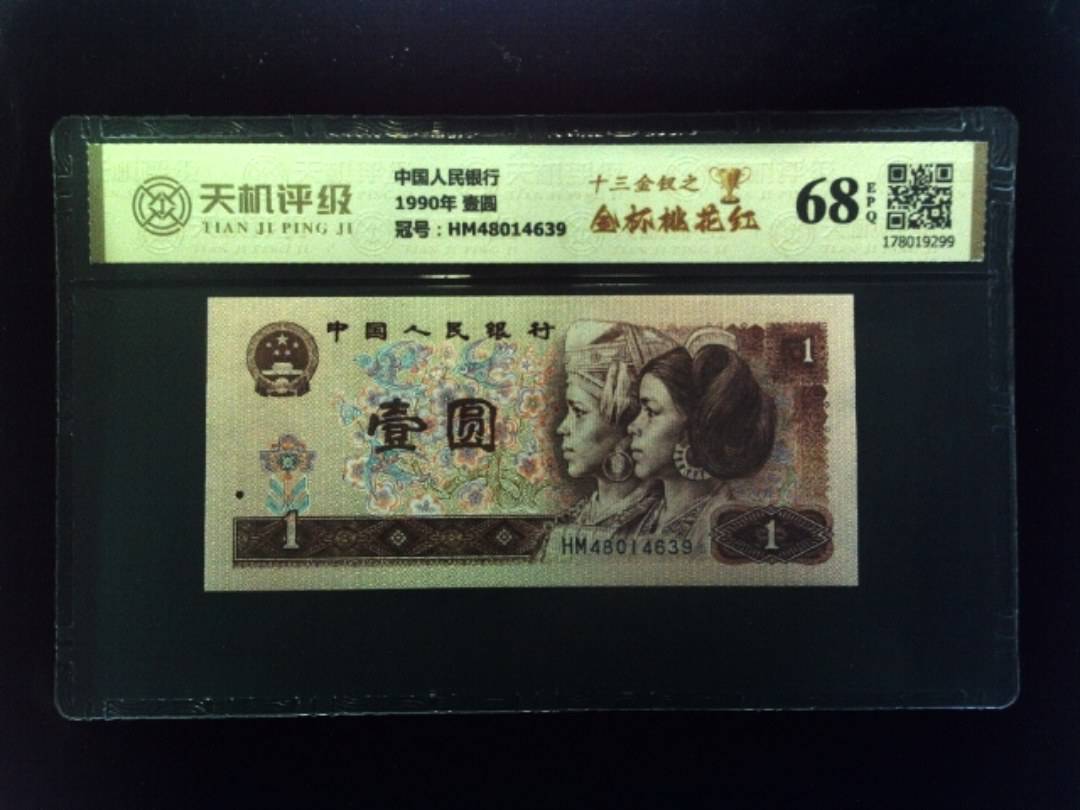 天机评级
TIAN JI PING JI
中国人民银行
1990年 壹圆
冠号：HM48014639
十三金钗之
金杯桃花红
68
EPQ
178019299
中国人民银行
壹圆
1
1
1
HM48014639